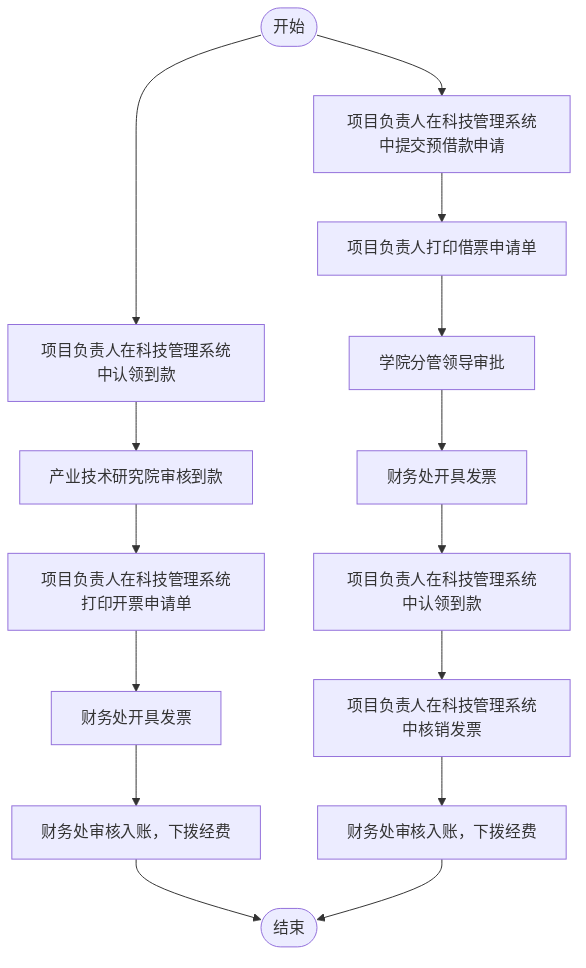 开始
项目负责人在科技管理系统
中提交预借款申请
项目负责人打印借票申请单
项目负责人在科技管理系统
中认领到款
学院分管领导审批
产业技术研究院审核到款
财务处开具发票
项目负责人在科技管理系统
打印开票申请单
项目负责人在科技管理系统
中认领到款
财务处开具发票
项目负责人在科技管理系统
中核销发票
财务处审核入账，下拨经费
财务处审核入账，下拨经费
结束